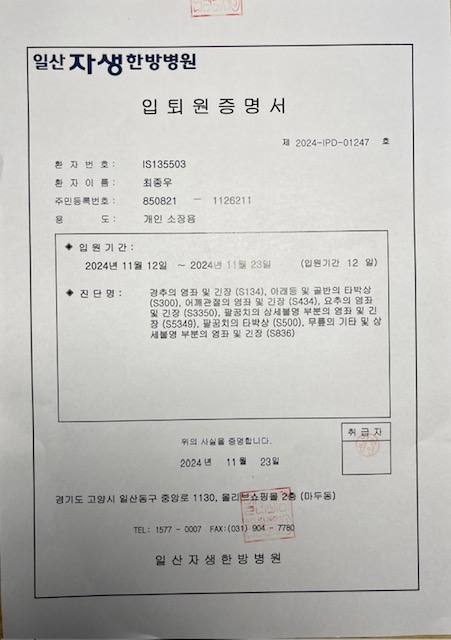 일산 자생한방병원
입 퇴 원 증 명 서
제 2024-IPD-01247 호
환 자 번 호 : IS135503
환 자 이 름 : 최종우
주민등록번호 : 850821 - 1126211
용 도 : 개인 소장용
◈ 입 원 기 간 :
2024년 11월 12일 ~ 2024년 11월 23일 (입원기간 12 일)
◈ 진 단 명 : 경추의 염좌 및 긴장 (S134), 아래등 및 골반의 타박상
(S300), 어깨관절의 염좌 및 긴장 (S434), 요추의 염좌
및 긴장 (S3350), 팔꿈치의 상세불명 부분의 염좌 및 긴
장 (S5349), 팔꿈치의 타박상 (S500), 무릎의 기타 및 상
세불명 부분의 염좌 및 긴장 (S836)
취 급 자
위의 사실을 증명합니다.
2024 년 11 월 23일
경기도 고양시 일산동구 중앙로 1130, 올리브쇼핑몰 2층 (마두동)
TEL: 1577 - 0007 FAX:(031) 904 - 7780
일 산 자 생 한 방 병 원